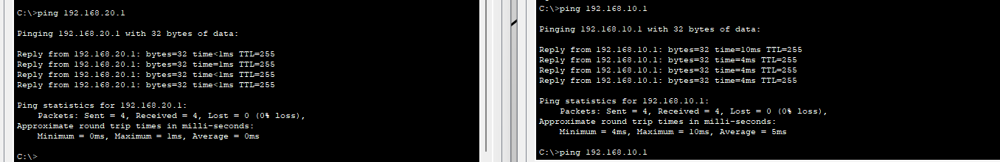 C:\>ping 192.168.20.1
Pinging 192.168.20.1 with 32 bytes of data:
Reply from 192.168.20.1: bytes=32 time<1ms TTL=255
Reply from 192.168.20.1: bytes=32 time=1ms TTL=255
Reply from 192.168.20.1: bytes=32 time<1ms TTL=255
Reply from 192.168.20.1: bytes=32 time<1ms TTL=255
Ping statistics for 192.168.20.1:
    Packets: Sent = 4, Received = 4, Lost = 0 (0% loss),
Approximate round trip times in milli-seconds:
    Minimum = 0ms, Maximum = 1ms, Average = 0ms
C:\>
C:\>ping 192.168.10.1
Pinging 192.168.10.1 with 32 bytes of data:
Reply from 192.168.10.1: bytes=32 time=10ms TTL=255
Reply from 192.168.10.1: bytes=32 time=4ms TTL=255
Reply from 192.168.10.1: bytes=32 time=4ms TTL=255
Reply from 192.168.10.1: bytes=32 time=4ms TTL=255
Ping statistics for 192.168.10.1:
    Packets: Sent = 4, Received = 4, Lost = 0 (0% loss),
Approximate round trip times in milli-seconds:
    Minimum = 4ms, Maximum = 10ms, Average = 5ms
C:\>ping 192.168.10.1